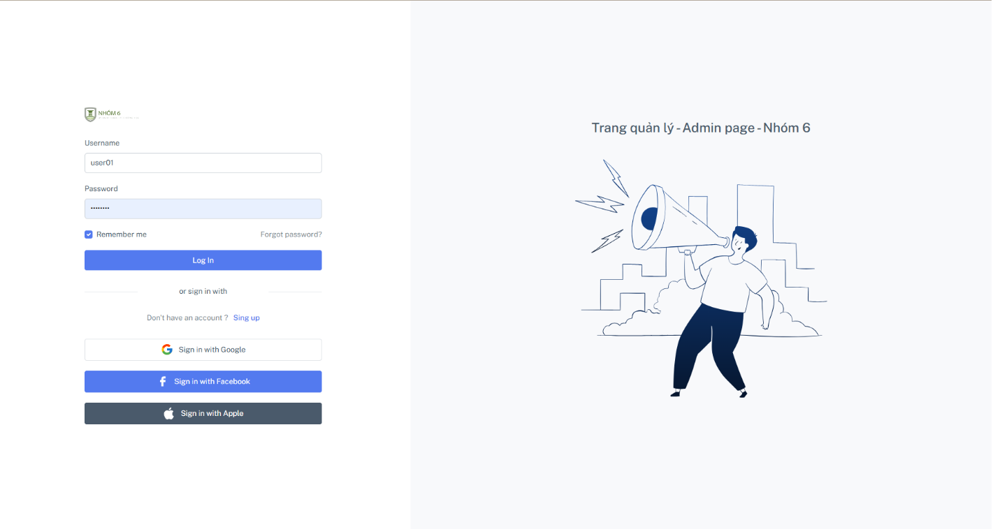 NHÓM 6
Username
user01
Password
••••••••
Remember me
Forgot password?
Log In
or sign in with
Don't have an account ? Sing up
Sign in with Google
Sign in with Facebook
Sign in with Apple
Trang quản lý - Admin page - Nhóm 6